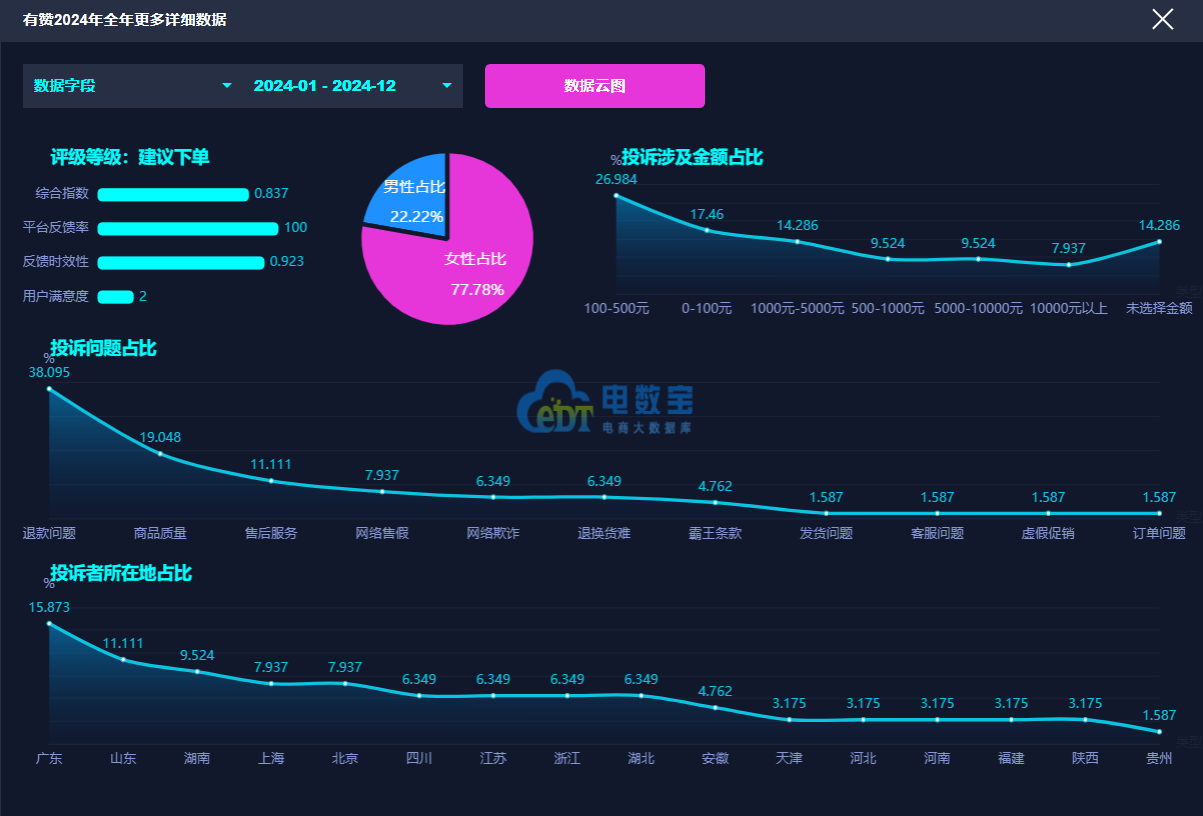 有赞2024年全年更多详细数据
数据字段
2024-01 - 2024-12
数据云图
评级等级：建议下单
综合指数 0.837
平台反馈率 100
反馈时效性 0.923
用户满意度 2
男性占比
22.22%
女性占比
77.78%
投诉涉及金额占比
%
26.984 17.46 14.286 9.524 9.524 7.937 14.286
类型
100-500元 0-100元 1000元-5000元 500-1000元 5000-10000元 10000元以上 未选择金额
投诉问题占比
%
38.095 19.048 11.111 7.937 6.349 6.349 4.762 1.587 1.587 1.587 1.587
类型
退款问题 商品质量 售后服务 网络售假 网络欺诈 退换货难 霸王条款 发货问题 客服问题 虚假促销 订单问题
eDT 电数宝
电商大数据库
投诉者所在地占比
%
15.873 11.111 9.524 7.937 7.937 6.349 6.349 6.349 6.349 4.762 3.175 3.175 3.175 3.175 3.175 1.587
类型
广东 山东 湖南 上海 北京 四川 江苏 浙江 湖北 安徽 天津 河北 河南 福建 陕西 贵州